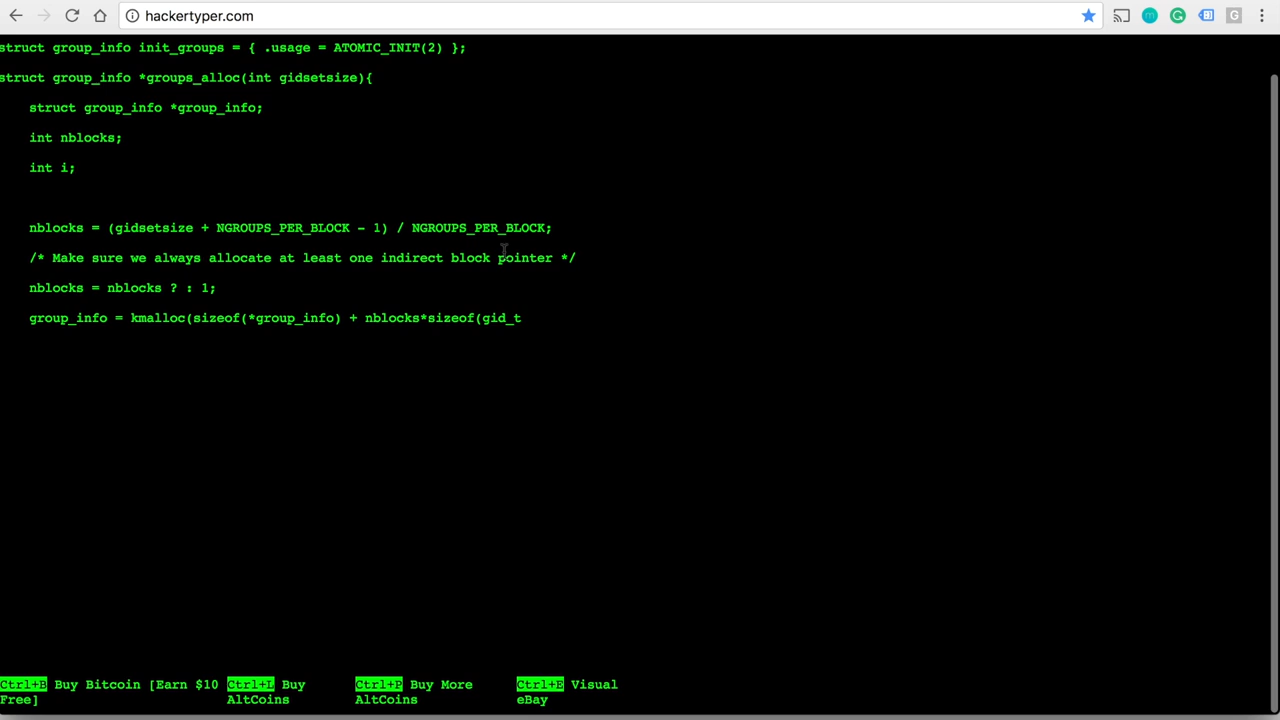 hackertyper.com
struct group_info init_groups = { .usage = ATOMIC_INIT(2) };
struct group_info *groups_alloc(int gidsetsize){
struct group_info *group_info;
int nblocks;
int i;
nblocks = (gidsetsize + NGROUPS_PER_BLOCK - 1) / NGROUPS_PER_BLOCK;
/* Make sure we always allocate at least one indirect block pointer */
nblocks = nblocks ? : 1;
group_info = kmalloc(sizeof(*group_info) + nblocks*sizeof(gid_t
Ctrl+B Buy Bitcoin [Earn $10 Free]
Ctrl+L Buy AltCoins
Ctrl+P Buy More AltCoins
Ctrl+E Visual eBay